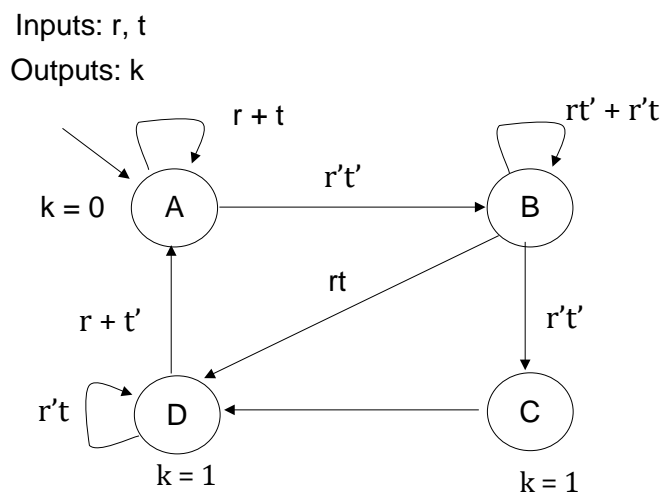 Inputs: r, t
Outputs: k
r + t
rt' + r't
r't'
k = 0
A
B
rt
r + t'
r't'
r't
D
C
k = 1
k = 1